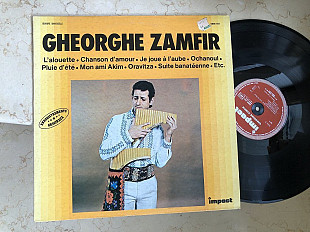 GHEORGHE ZAMFIR
L'alouette • Chanson d'amour • Je joue à l'aube • Ochanoul •
Pluie d'été • Mon ami Akim • Oravitza • Suite banatéenne • Etc.
impact
impact